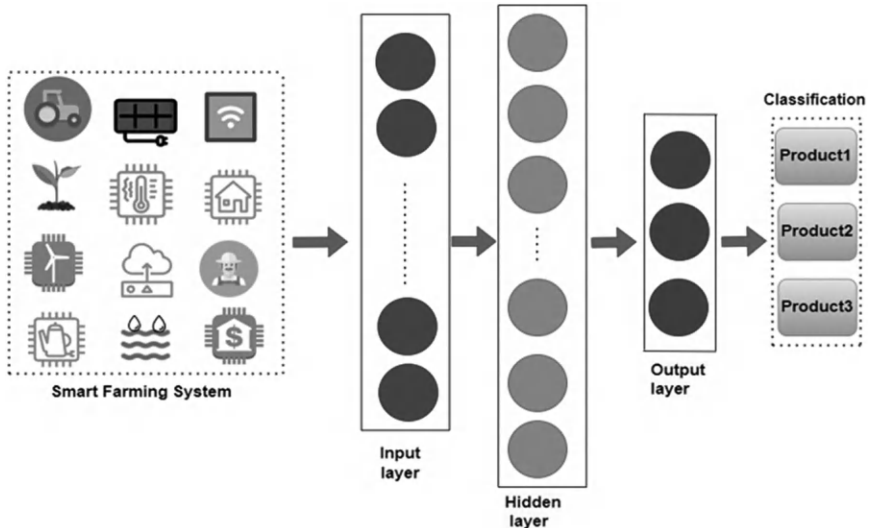 Smart Farming System
Input
layer
Hidden
layer
Output
layer
Classification
Product1
Product2
Product3
$